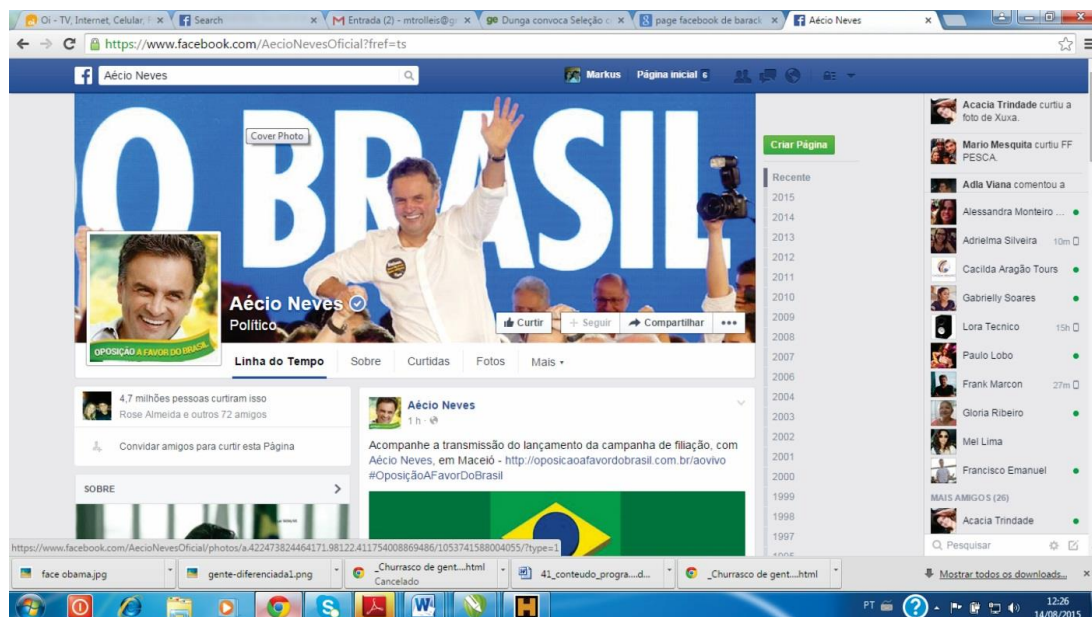 Oi - TV, Internet, Celular, F
Search
Entrada (2) - mtrolleis@gr
Dunga convoca Seleção c
page facebook de barack
Aécio Neves
https://www.facebook.com/AecioNevesOficial?fref=ts
Aécio Neves
Markus
Página inicial 6
O BRASIL
Cover Photo
OPOSIÇÃO A FAVOR DO BRASIL
Aécio Neves
Político
Curtir
Seguir
Compartilhar
Linha do Tempo
Sobre
Curtidas
Fotos
Mais
4,7 milhões pessoas curtiram isso
Rose Almeida e outros 72 amigos
Convidar amigos para curtir esta Página
SOBRE
Aécio Neves
1 h
Acompanhe a transmissão do lançamento da campanha de filiação, com
Aécio Neves, em Maceió - http://oposicaoafavordobrasil.com.br/aovivo
#OposiçãoAFavorDoBrasil
Criar Página
Recente
2015
2014
2013
2012
2011
2010
2009
2008
2007
2006
2004
2003
2002
2001
2000
1999
1998
1997
Acacia Trindade curtiu a
foto de Xuxa.
Mario Mesquita curtiu FF
PESCA.
Adla Viana comentou a
Alessandra Monteiro ...
Adrielma Silveira 10m
Cacilda Aragão Tours
Gabrielly Soares
Lora Tecnico 15h
Paulo Lobo
Frank Marcon 27m
Gloria Ribeiro
Mel Lima
Francisco Emanuel
MAIS AMIGOS (26)
Acacia Trindade
Pesquisar
https://www.facebook.com/AecioNevesOficial/photos/a.422473824464171.98122.411754008869486/1053741588004055/?type=1
face obama.jpg
gente-diferenciada1.png
_Churrasco de gent....html
Cancelado
41_conteudo_progra....d...
_Churrasco de gent....html
Mostrar todos os downloads...
PT
12:26
14/08/2015